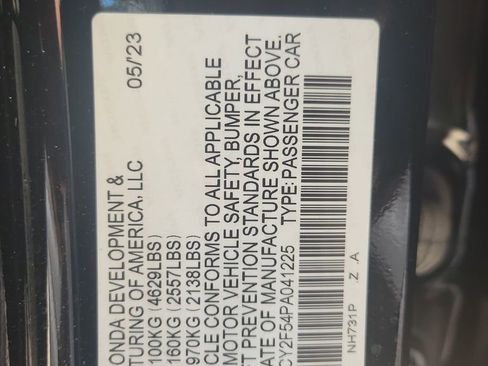 ONDA DEVELOPMENT & 05/'23
TURING OF AMERICA, LLC
100KG (4629LBS)
160KG (2557LBS)
970KG (2138LBS)
CLE CONFORMS TO ALL APPLICABLE
MOTOR VEHICLE SAFETY, BUMPER,
FT PREVENTION STANDARDS IN EFFECT
ATE OF MANUFACTURE SHOWN ABOVE.
CY2F54PA041225 TYPE:PASSENGER CAR
NH731P .Z .A